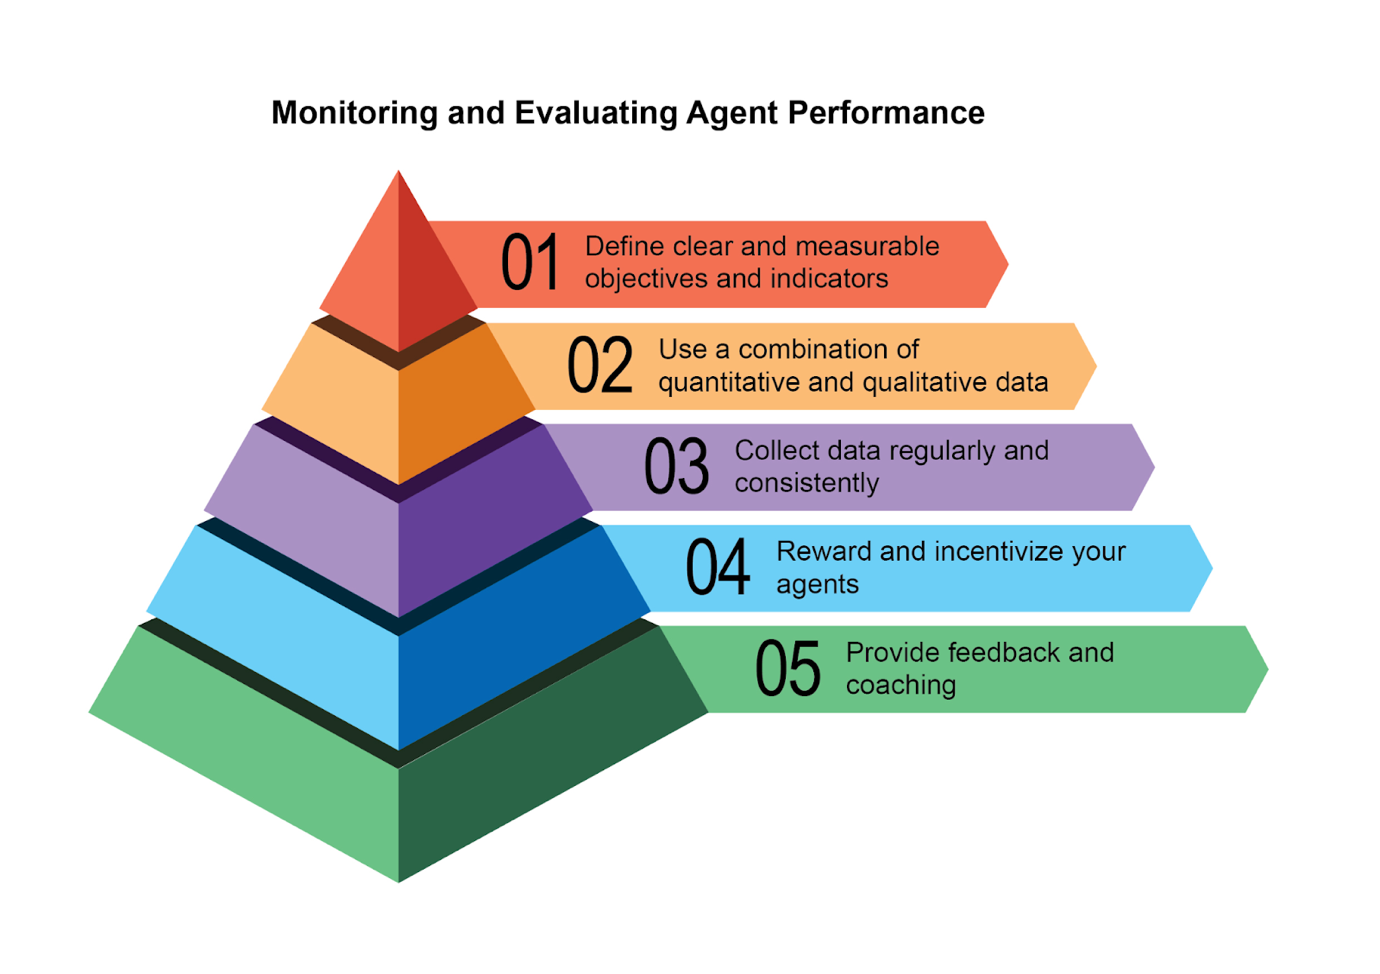 Monitoring and Evaluating Agent Performance
01
Define clear and measurable
objectives and indicators
02
Use a combination of
quantitative and qualitative data
03
Collect data regularly and
consistently
04
Reward and incentivize your
agents
05
Provide feedback and
coaching